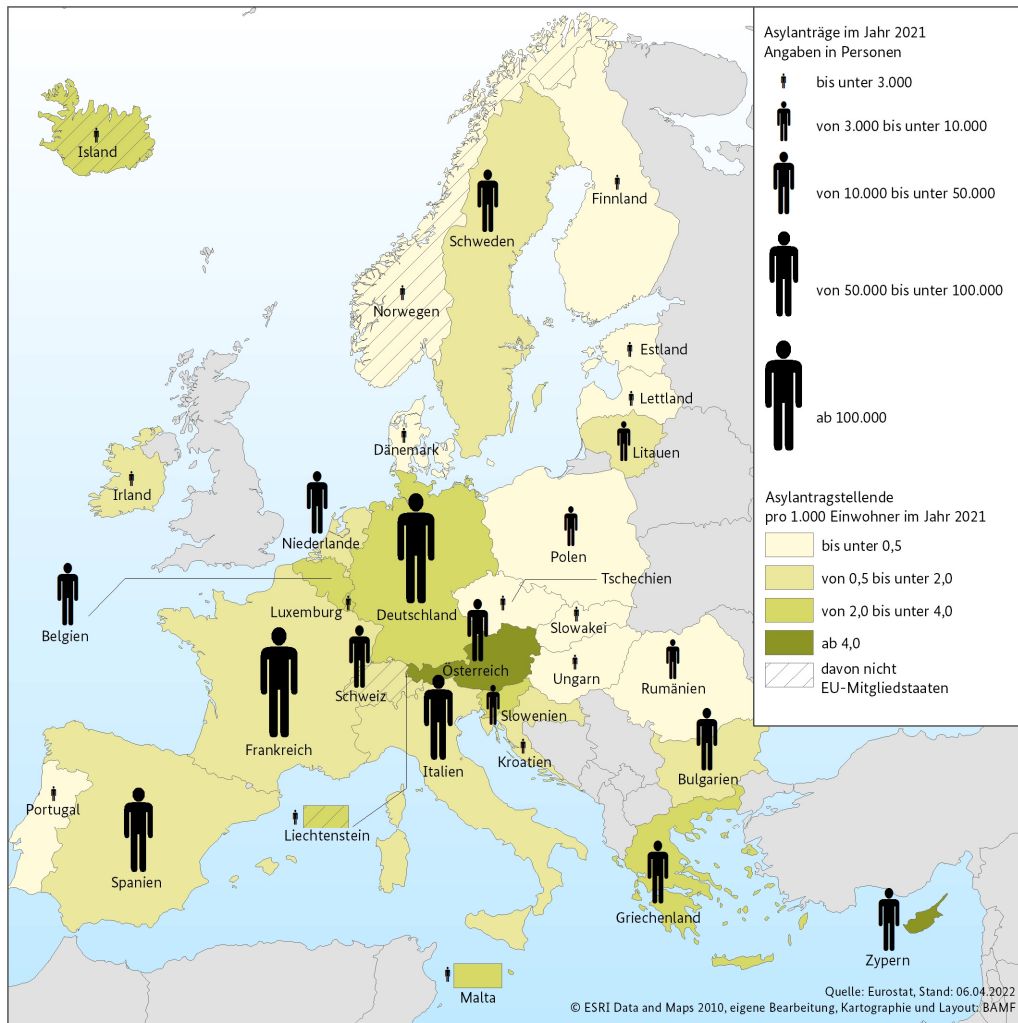 Asylanträge im Jahr 2021
Angaben in Personen
bis unter 3.000
von 3.000 bis unter 10.000
von 10.000 bis unter 50.000
von 50.000 bis unter 100.000
ab 100.000
Asylantragstellende
pro 1.000 Einwohner im Jahr 2021
bis unter 0,5
von 0,5 bis unter 2,0
von 2,0 bis unter 4,0
ab 4,0
davon nicht
EU-Mitgliedstaaten
Island
Finnland
Schweden
Norwegen
Estland
Lettland
Dänemark
Litauen
Irland
Niederlande
Polen
Tschechien
Belgien
Luxemburg
Deutschland
Slowakei
Österreich
Ungarn
Rumänien
Schweiz
Slowenien
Frankreich
Kroatien
Italien
Bulgarien
Portugal
Liechtenstein
Spanien
Griechenland
Zypern
Malta
Quelle: Eurostat, Stand: 06.04.2022
© ESRI Data and Maps 2010, eigene Bearbeitung, Kartographie und Layout: BAMF